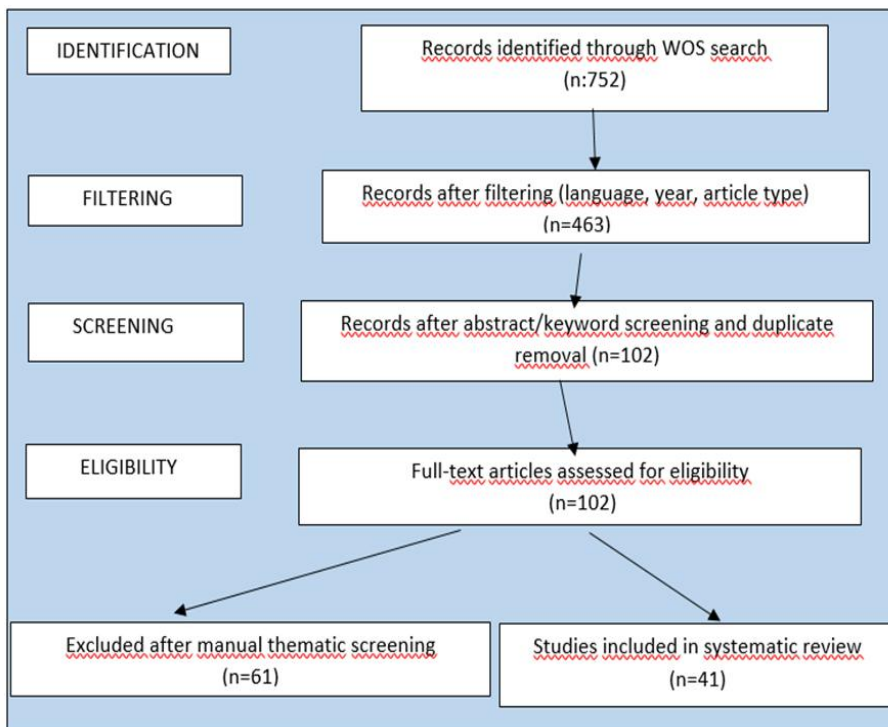 IDENTIFICATION
Records identified through WOS search
(n:752)
FILTERING
Records after filtering (language, year, article type)
(n=463)
SCREENING
Records after abstract/keyword screening and duplicate
removal (n=102)
ELIGIBILITY
Full-text articles assessed for eligibility
(n=102)
Excluded after manual thematic screening
(n=61)
Studies included in systematic review
(n=41)